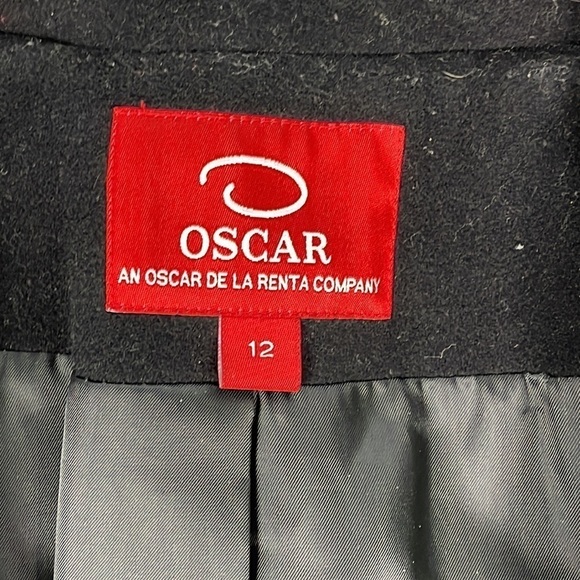 OSCAR
AN OSCAR DE LA RENTA COMPANY
12